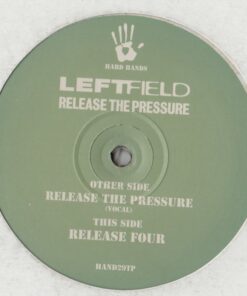 HARD HANDS
LEFTFIELD
RELEASE THE PRESSURE
OTHER SIDE
RELEASE THE PRESSURE
(VOCAL)
THIS SIDE
RELEASE FOUR
HAND29TP